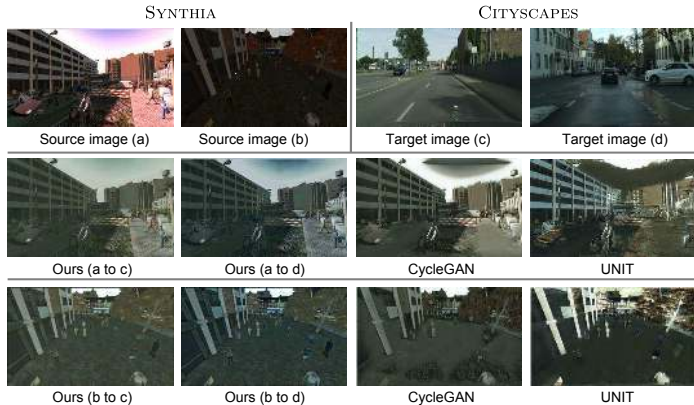 SYNTHIA CITYSCAPES
Source image (a) Source image (b) Target image (c) Target image (d)
Ours (a to c) Ours (a to d) CycleGAN UNIT
Ours (b to c) Ours (b to d) CycleGAN UNIT